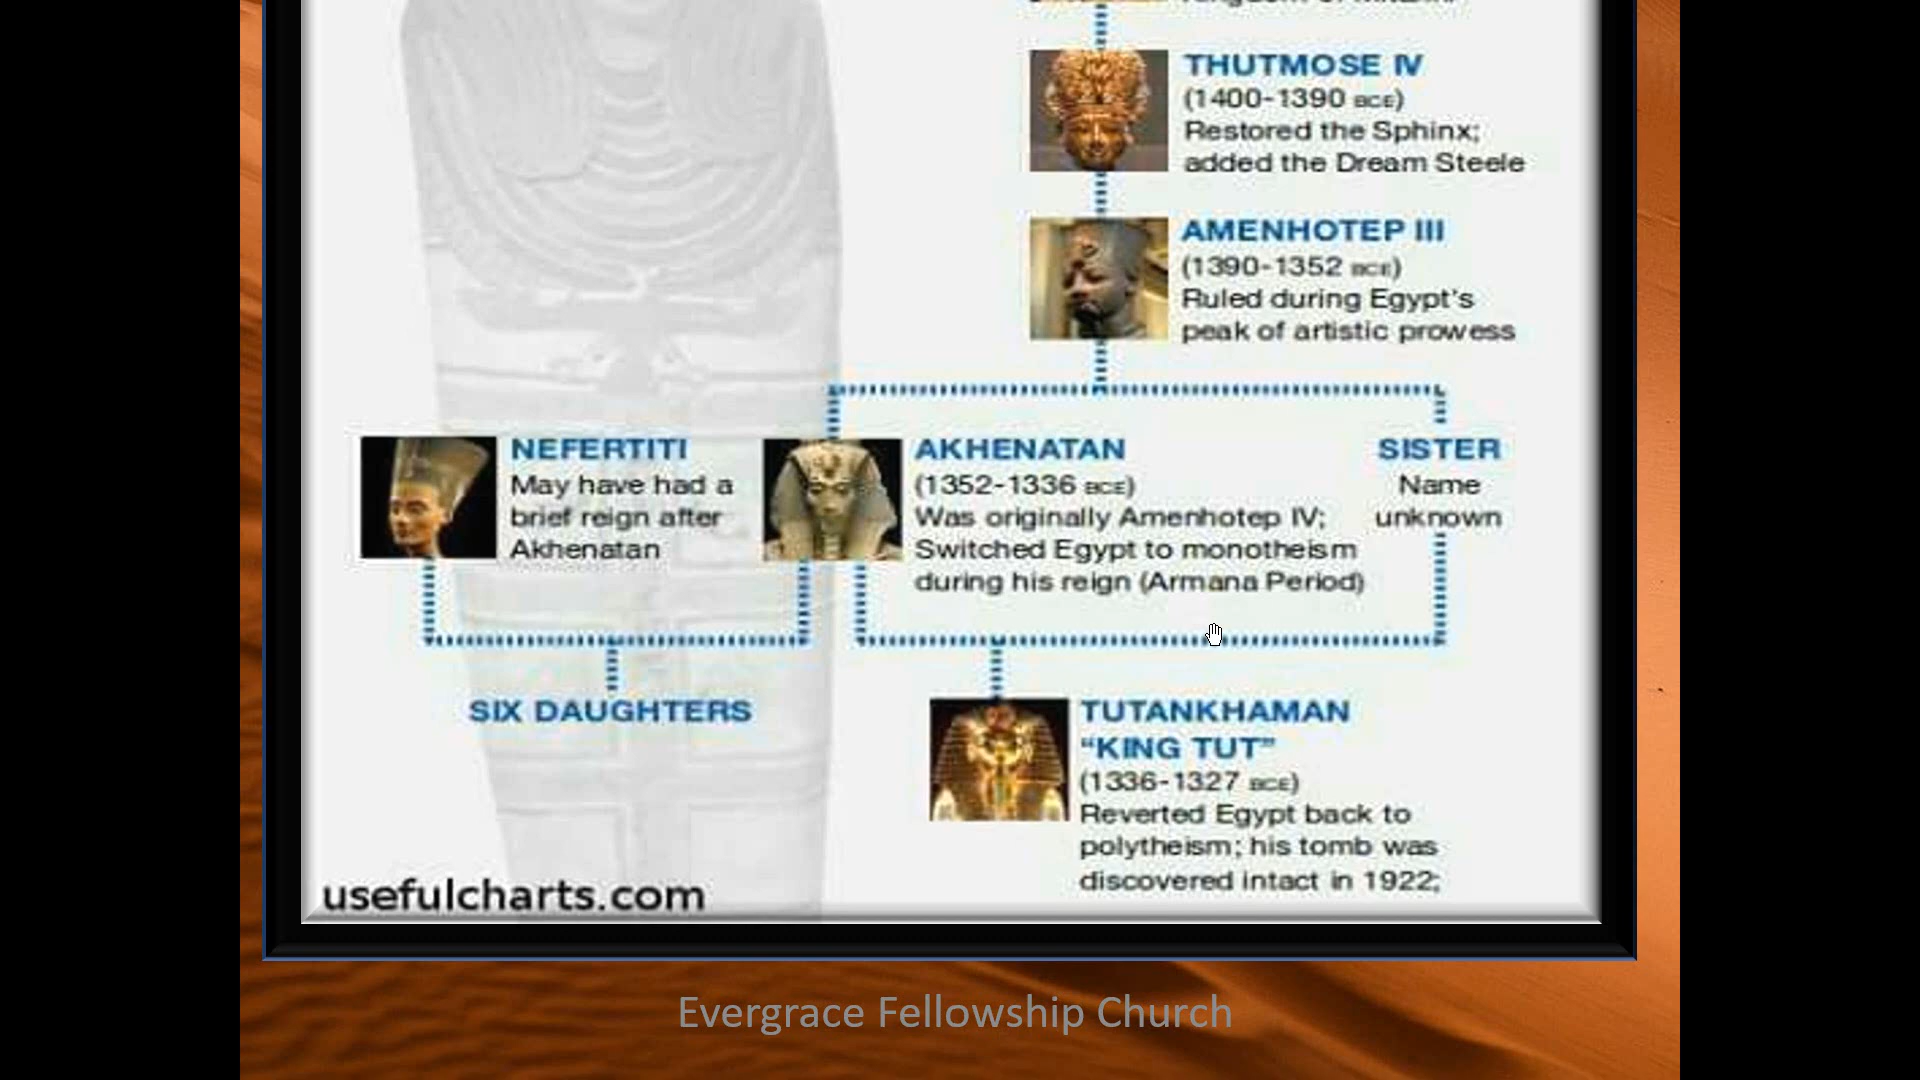 THUTMOSE IV
(1400-1390 BCE)
Restored the Sphinx;
added the Dream Steele
AMENHOTEP III
(1390-1352 BCE)
Ruled during Egypt's
peak of artistic prowess
NEFERTITI
May have had a
brief reign after
Akhenatan
AKHENATAN
(1352-1336 BCE)
Was originally Amenhotep IV;
Switched Egypt to monotheism
during his reign (Armana Period)
SISTER
Name
unknown
SIX DAUGHTERS
TUTANKHAMAN
“KING TUT”
(1336-1327 BCE)
Reverted Egypt back to
polytheism; his tomb was
discovered intact in 1922;
usefulcharts.com
Evergrace Fellowship Church